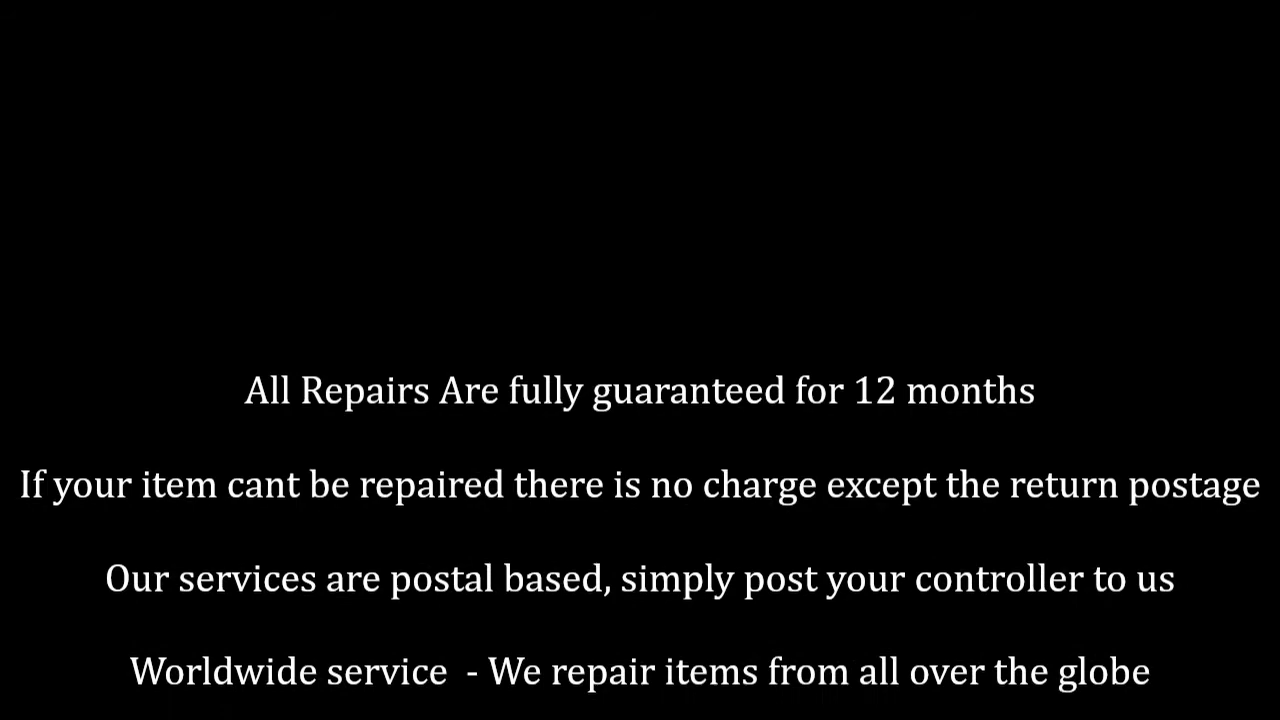 All Repairs Are fully guaranteed for 12 months
If your item cant be repaired there is no charge except the return postage
Our services are postal based, simply post your controller to us
Worldwide service  - We repair items from all over the globe